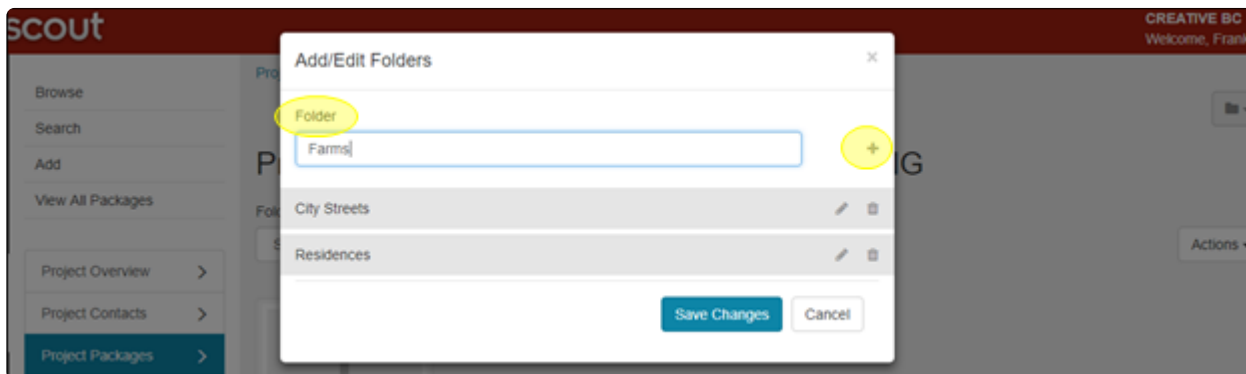 scout
CREATIVE BC
Welcome, Frank
Browse
Search
Add
View All Packages
Project Overview
Project Contacts
Project Packages
Add/Edit Folders
×
Folder
Farms
+
City Streets
Residences
Save Changes
Cancel
Actions